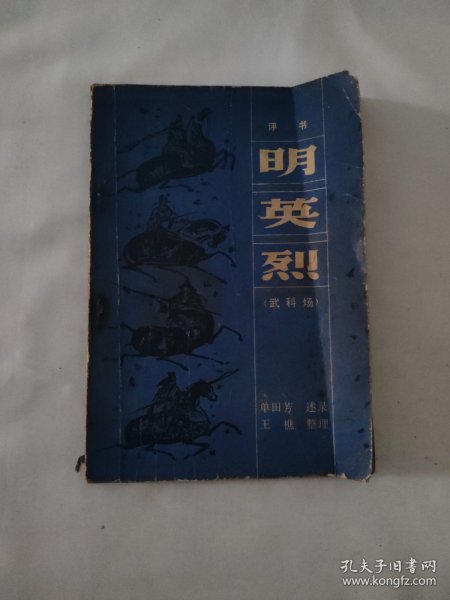 评书
明英烈
（武科场）
单田芳 述录
王樵 整理
孔夫子旧书网
www.kongfz.com